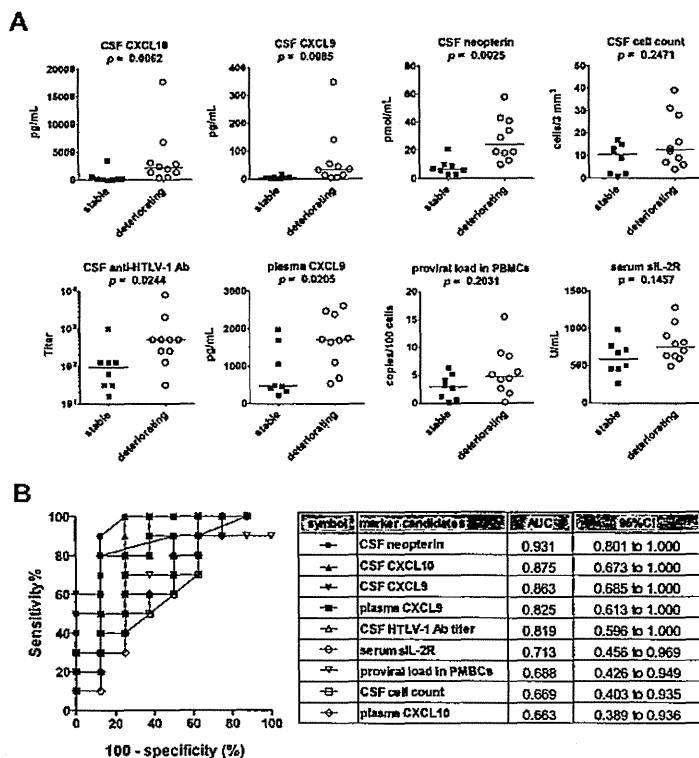 A
CSF CXCL10
p = 0.0062
pg/mL
20000
15000
10000
5000
0
stable
deteriorating
CSF CXCL9
p = 0.0085
pg/mL
400
300
200
100
0
stable
deteriorating
CSF neopterin
p = 0.0025
pmol/mL
80
60
40
20
0
stable
deteriorating
CSF cell count
p = 0.2471
cells/3 mm³
50
40
30
20
10
0
stable
deteriorating
CSF anti-HTLV-1 Ab
p = 0.0244
Titer
10⁴
10³
10²
10¹
stable
deteriorating
plasma CXCL9
p = 0.0205
pg/mL
3000
2000
1000
0
stable
deteriorating
proviral load in PBMCs
p = 0.2031
copies/100 cells
20
15
10
5
0
stable
deteriorating
serum sIL-2R
p = 0.1457
U/mL
1500
1000
500
0
stable
deteriorating
B
Sensitivity%
100
80
60
40
20
0
0 20 40 60 80 100
100 - specificity (%)
symbol marker candidates AUC 95%CI
CSF neopterin 0.931 0.801 to 1.000
CSF CXCL10 0.875 0.673 to 1.000
CSF CXCL9 0.863 0.685 to 1.000
plasma CXCL9 0.825 0.613 to 1.000
CSF HTLV-1 Ab titer 0.819 0.596 to 1.000
serum sIL-2R 0.713 0.456 to 0.969
proviral load in PMBCs 0.688 0.426 to 0.949
CSF cell count 0.669 0.403 to 0.935
plasma CXCL10 0.663 0.389 to 0.936